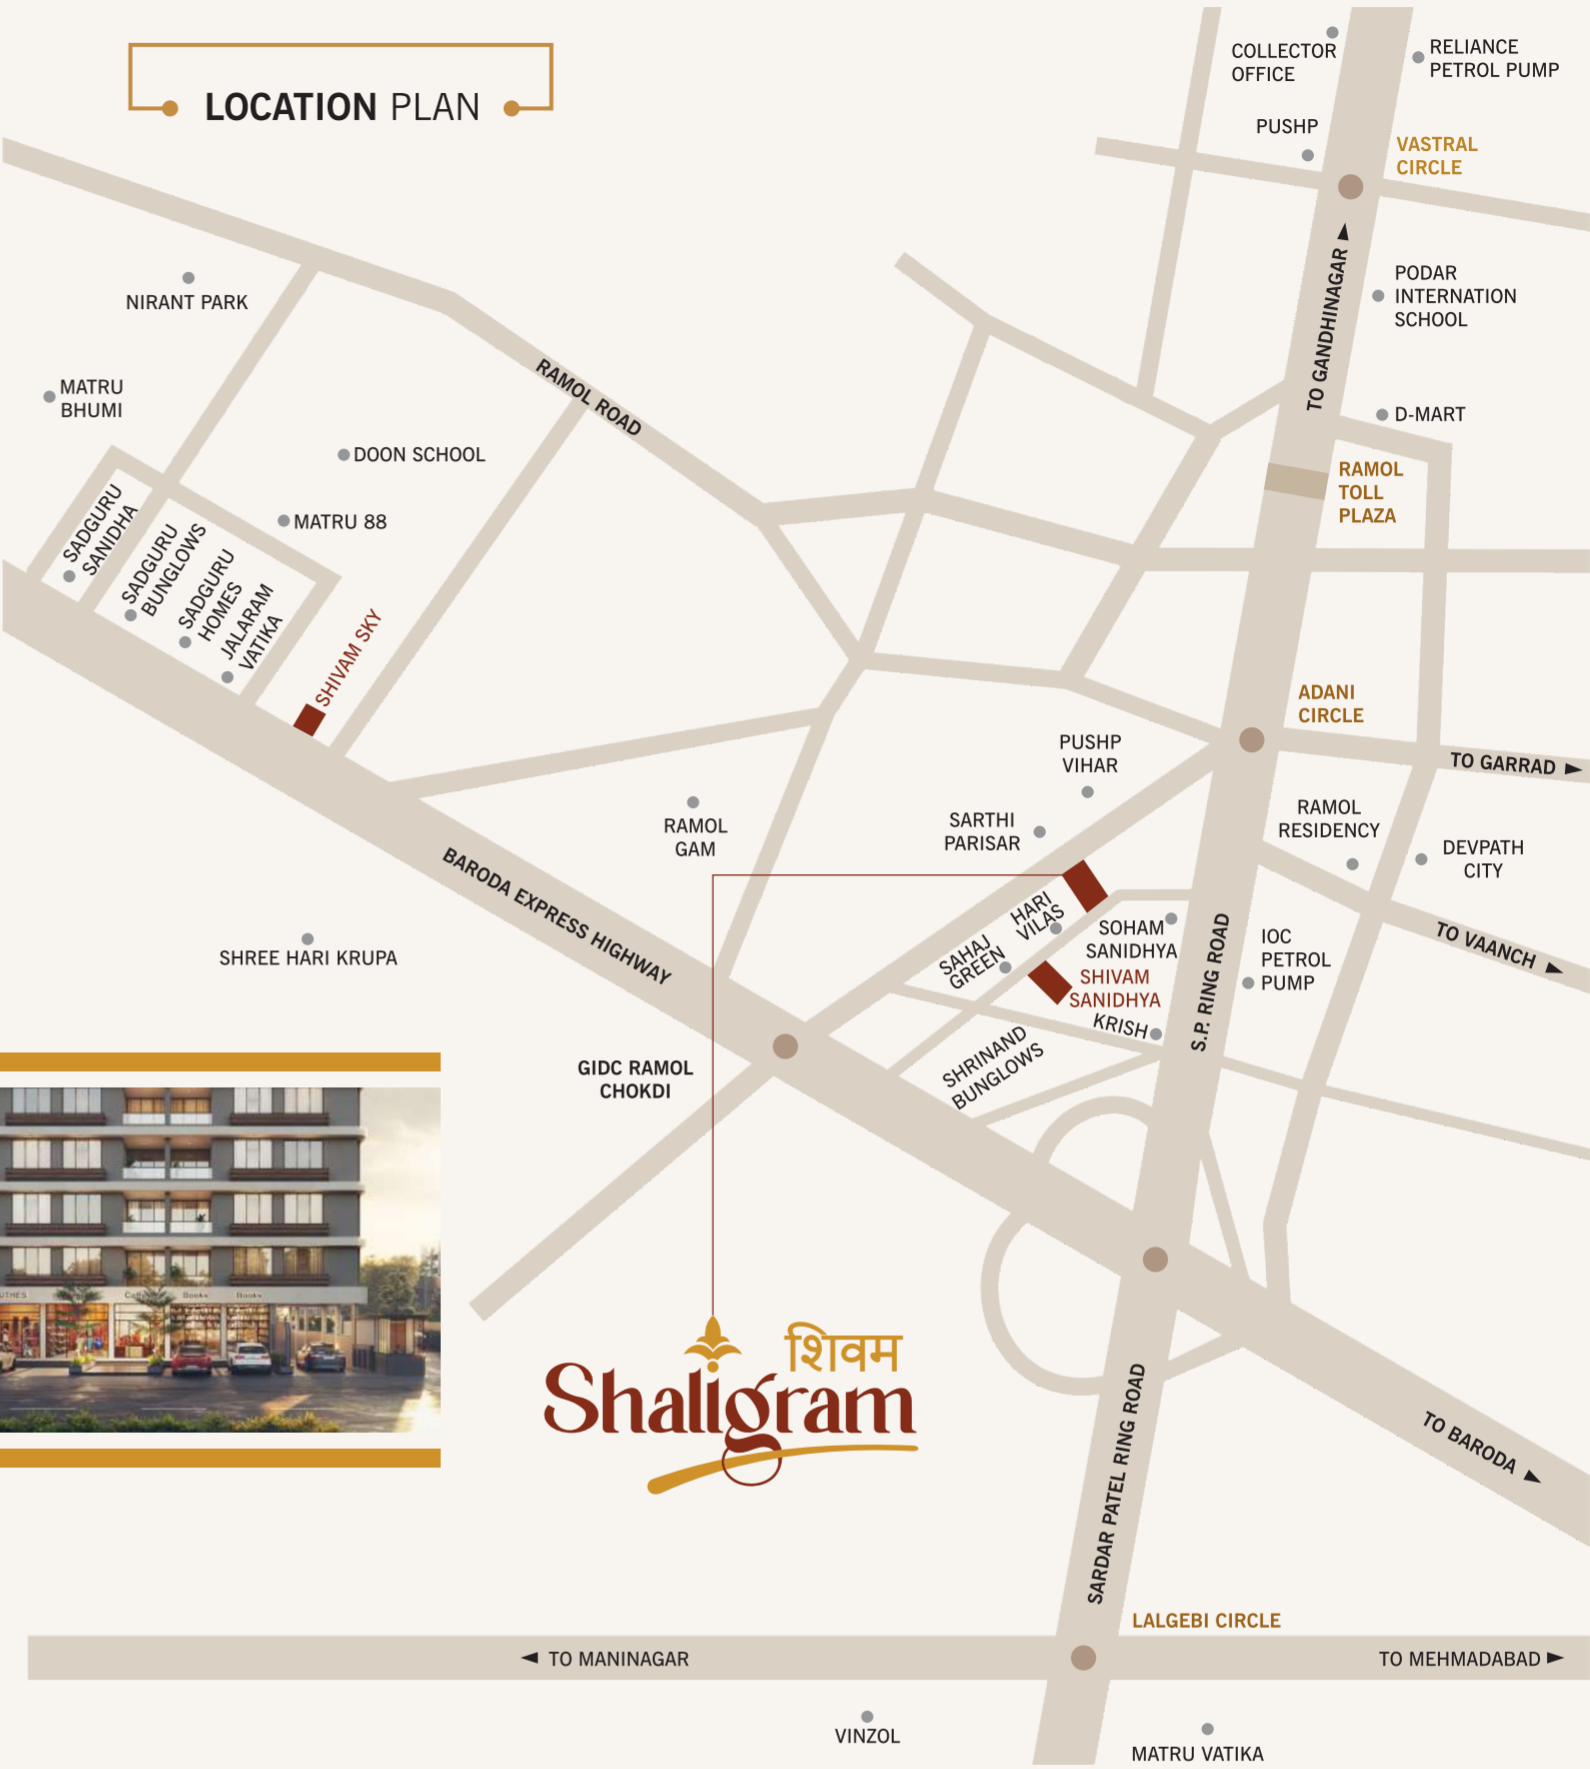 LOCATION PLAN
COLLECTOR
OFFICE
RELIANCE
PETROL PUMP
PUSHP
VASTRAL
CIRCLE
TO GANDHINAGAR
PODAR
INTERNATION
SCHOOL
D-MART
RAMOL
TOLL
PLAZA
NIRANT PARK
MATRU
BHUMI
DOON SCHOOL
MATRU 88
RAMOL ROAD
SADGURU
SANIDHA
SADGURU
BUNGLOWS
SADGURU
HOMES
JALARAM
VATIKA
SHIVAM SKY
ADANI
CIRCLE
TO GARRAD
PUSHP
VIHAR
SARTHI
PARISAR
RAMOL
GAM
RAMOL
RESIDENCY
DEVPATH
CITY
TO VAANCH
BARODA EXPRESS HIGHWAY
SHREE HARI KRUPA
HARI
VILAS
SAHAJ
GREEN
SOHAM
SANIDHYA
SHIVAM
SANIDHYA
KRISH
S.P. RING ROAD
IOC
PETROL
PUMP
SHRINAND
BUNGLOWS
GIDC RAMOL
CHOKDI
Books
Books
शिवम
Shaligram
SARDAR PATEL RING ROAD
TO BARODA
LALGEBI CIRCLE
TO MANINAGAR
TO MEHMADABAD
VINZOL
MATRU VATIKA